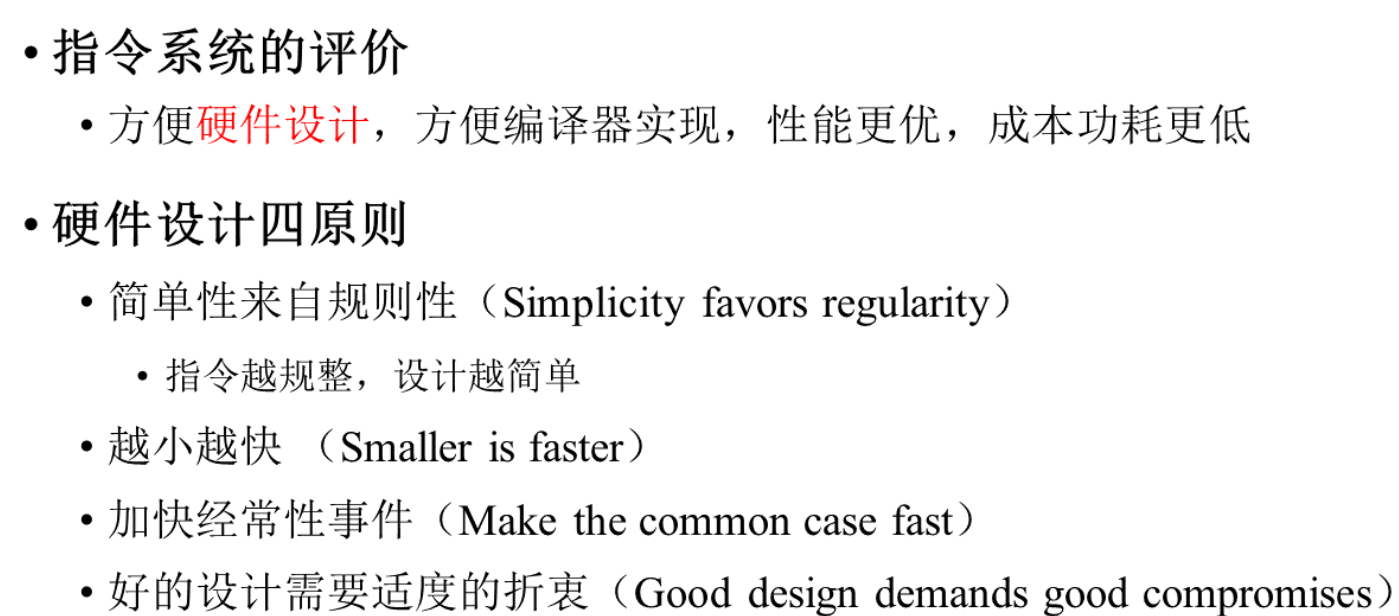 • 指令系统的评价
• 方便硬件设计，方便编译器实现，性能更优，成本功耗更低
• 硬件设计四原则
• 简单性来自规则性（Simplicity favors regularity）
• 指令越规整，设计越简单
• 越小越快 （Smaller is faster）
• 加快经常性事件（Make the common case fast）
• 好的设计需要适度的折衷（Good design demands good compromises）